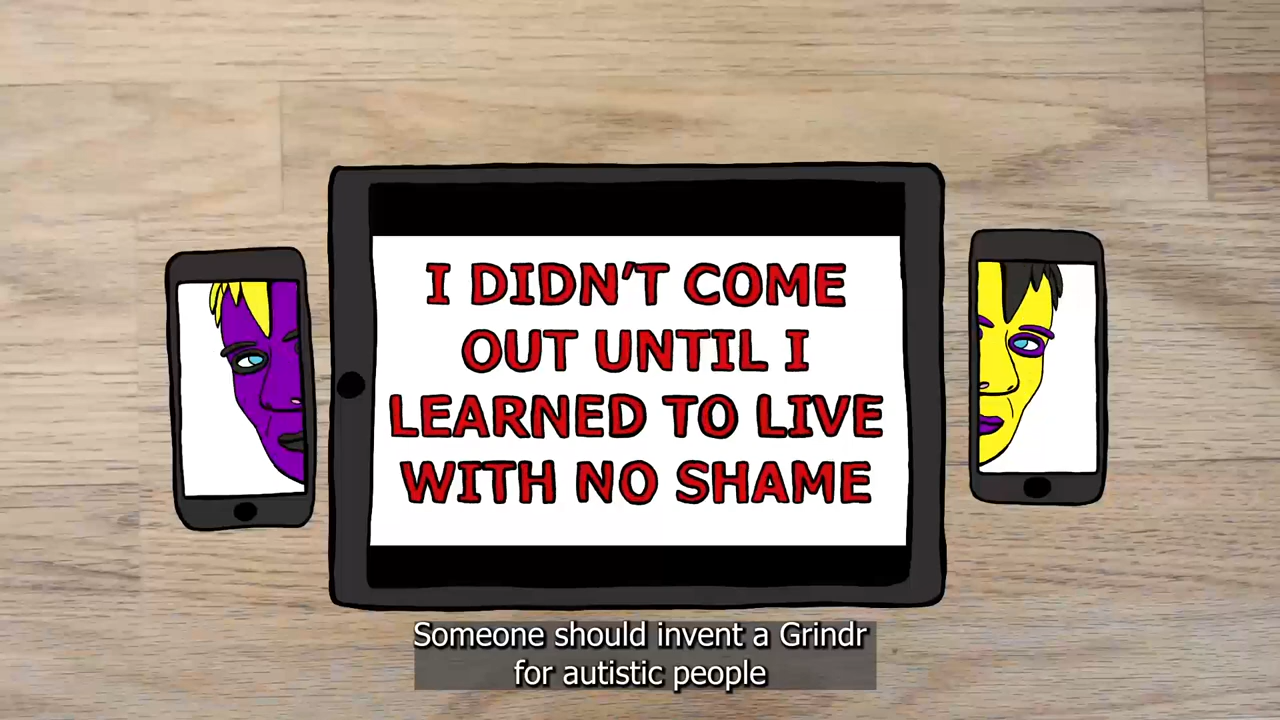 I DIDN'T COME
OUT UNTIL I
LEARNED TO LIVE
WITH NO SHAME
Someone should invent a Grindr
for autistic people